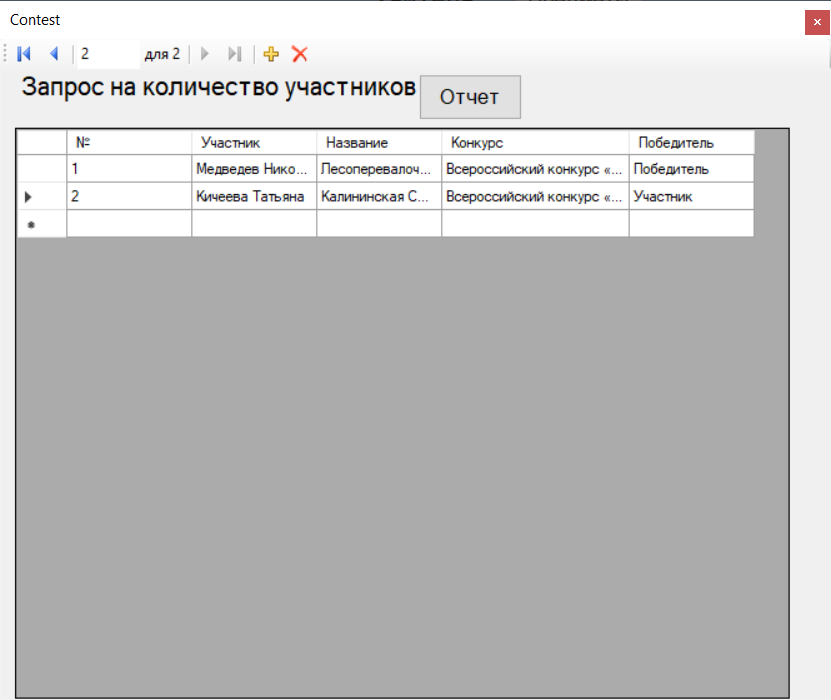 Contest
2 для 2
Запрос на количество участников Отчет
№ Участник Название Конкурс Победитель
1 Медведев Нико... Лесоперевалоч... Всероссийский конкурс «... Победитель
2 Кичеева Татьяна Калининская С... Всероссийский конкурс «... Участник